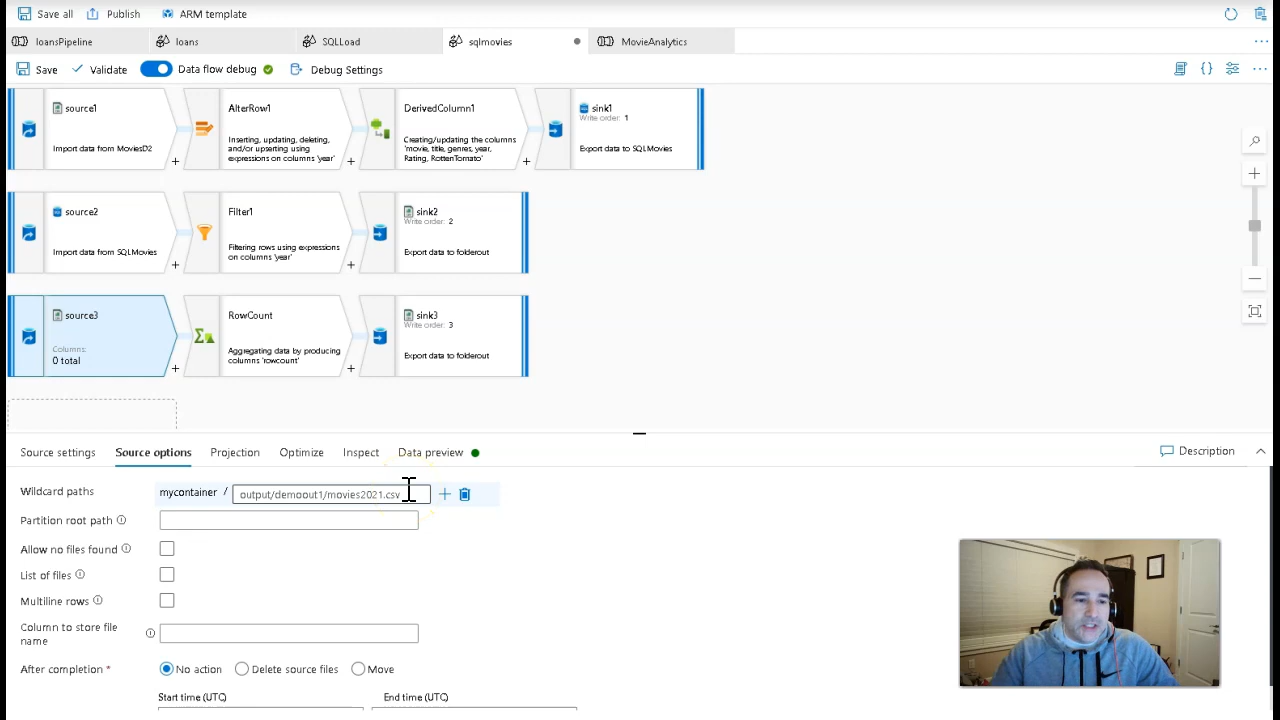 Save all Publish ARM template
loansPipeline loans SQLLoad sqlmovies MovieAnalytics
Save Validate Data flow debug Debug Settings
source1
Import data from MoviesD2
AlterRow1
Inserting, updating, deleting,
and/or upserting using
expressions on columns 'year'
DerivedColumn1
Creating/updating the columns
'movie, title, genres, year,
Rating, RottenTomato'
sink1
Write order: 1
Export data to SQLMovies
source2
Import data from SQLMovies
Filter1
Filtering rows using expressions
on columns 'year'
sink2
Write order: 2
Export data to folderout
source3
Columns:
0 total
RowCount
Aggregating data by producing
columns 'rowcount'
sink3
Write order: 3
Export data to folderout
Source settings Source options Projection Optimize Inspect Data preview Description
Wildcard paths mycontainer / output/demoout1/movies2021.csv
Partition root path
Allow no files found
List of files
Multiline rows
Column to store file
name
After completion * No action Delete source files Move
Start time (UTC) End time (UTC)